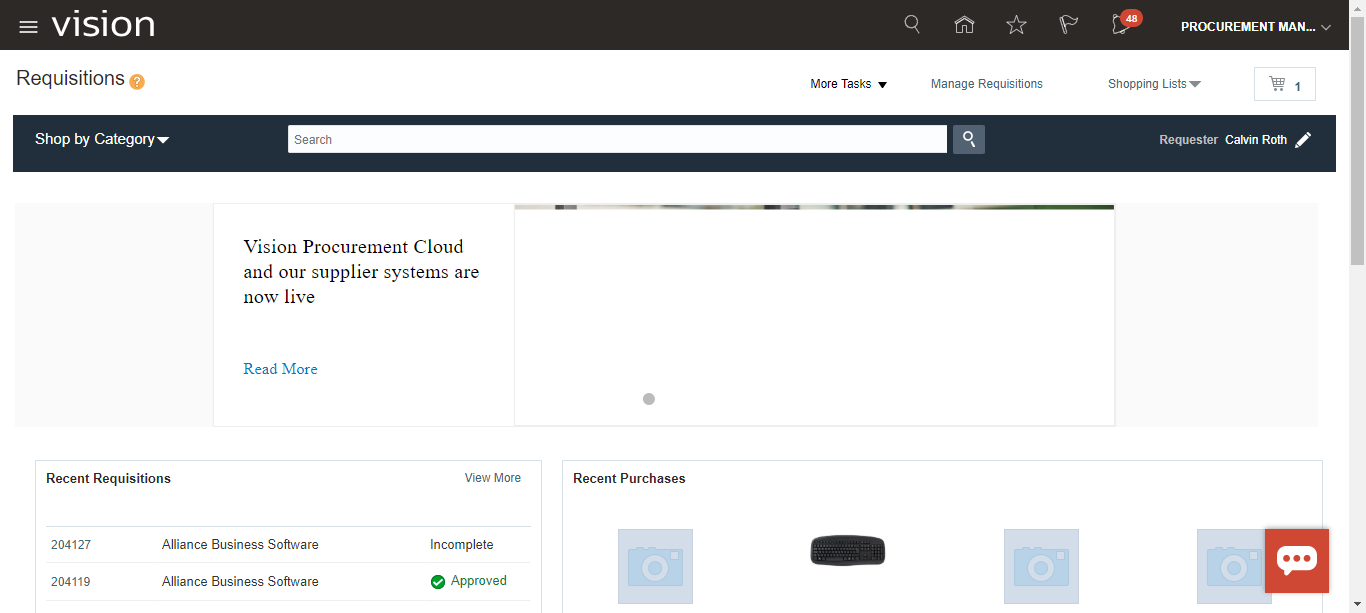 vision
48
PROCUREMENT MAN...
Requisitions ?
More Tasks
Manage Requisitions
Shopping Lists
1
Shop by Category
Search
Requester Calvin Roth
Vision Procurement Cloud
and our supplier systems are
now live
Read More
Recent Requisitions
View More
204127 Alliance Business Software Incomplete
204119 Alliance Business Software Approved
Recent Purchases